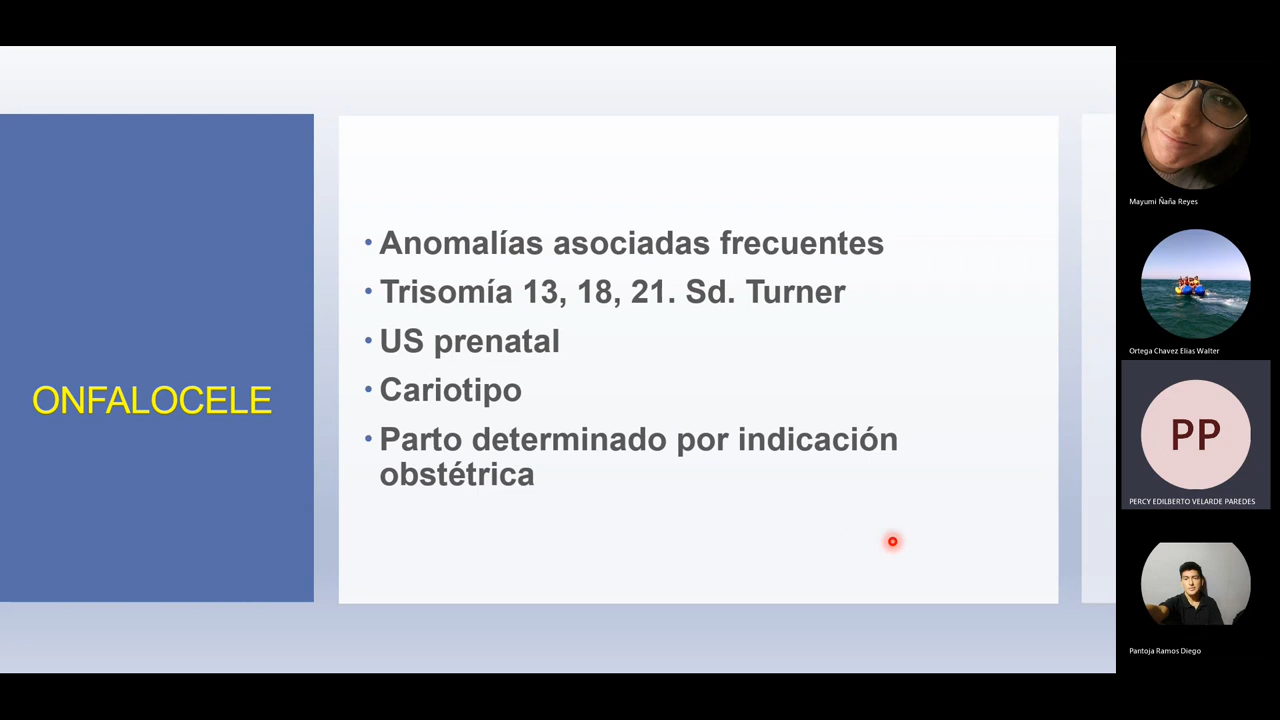 ONFALOCELE
• Anomalías asociadas frecuentes
• Trisomía 13, 18, 21. Sd. Turner
• US prenatal
• Cariotipo
• Parto determinado por indicación
obstétrica
Mayumi Ñaña Reyes
Ortega Chavez Elias Walter
PP
PERCY EDILBERTO VELARDE PAREDES
Pantoja Ramos Diego